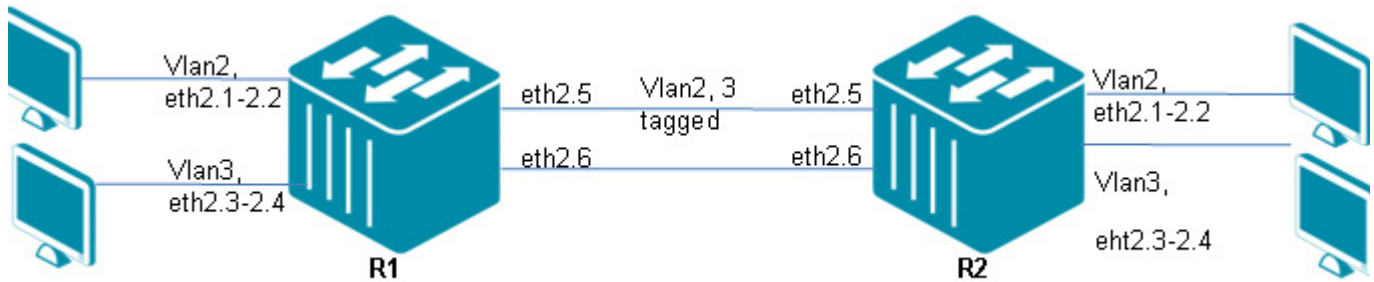 Vlan2,
eth2.1-2.2
Vlan3,
eth2.3-2.4
R1
eth2.5
Vlan2, 3
tagged
eth2.5
eth2.6
eth2.6
R2
Vlan2,
eth2.1-2.2
Vlan3,
eht2.3-2.4